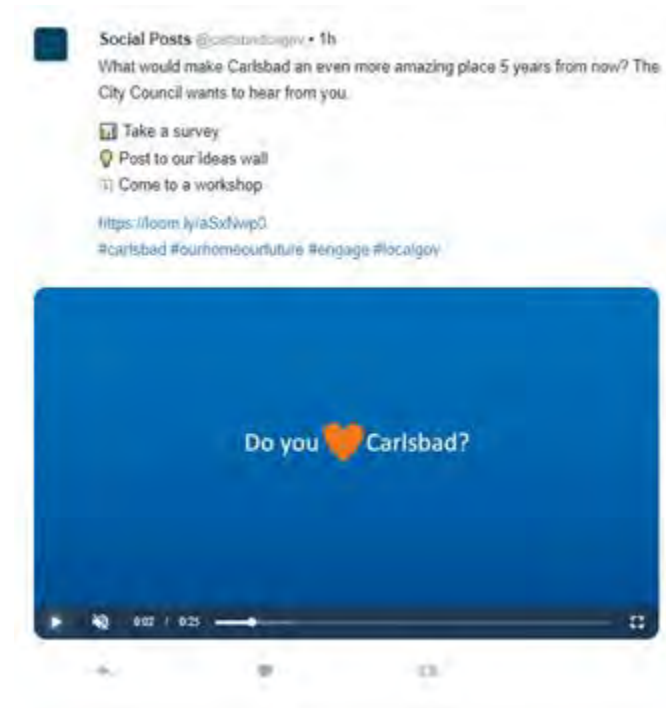 Social Posts @carlsbadcagov • 1h
What would make Carlsbad an even more amazing place 5 years from now? The
City Council wants to hear from you.
Take a survey
Post to our ideas wall
Come to a workshop
#carlsbad #ourhomeourfuture #engage #localgov
Do you Carlsbad?
0:02 / 0:25